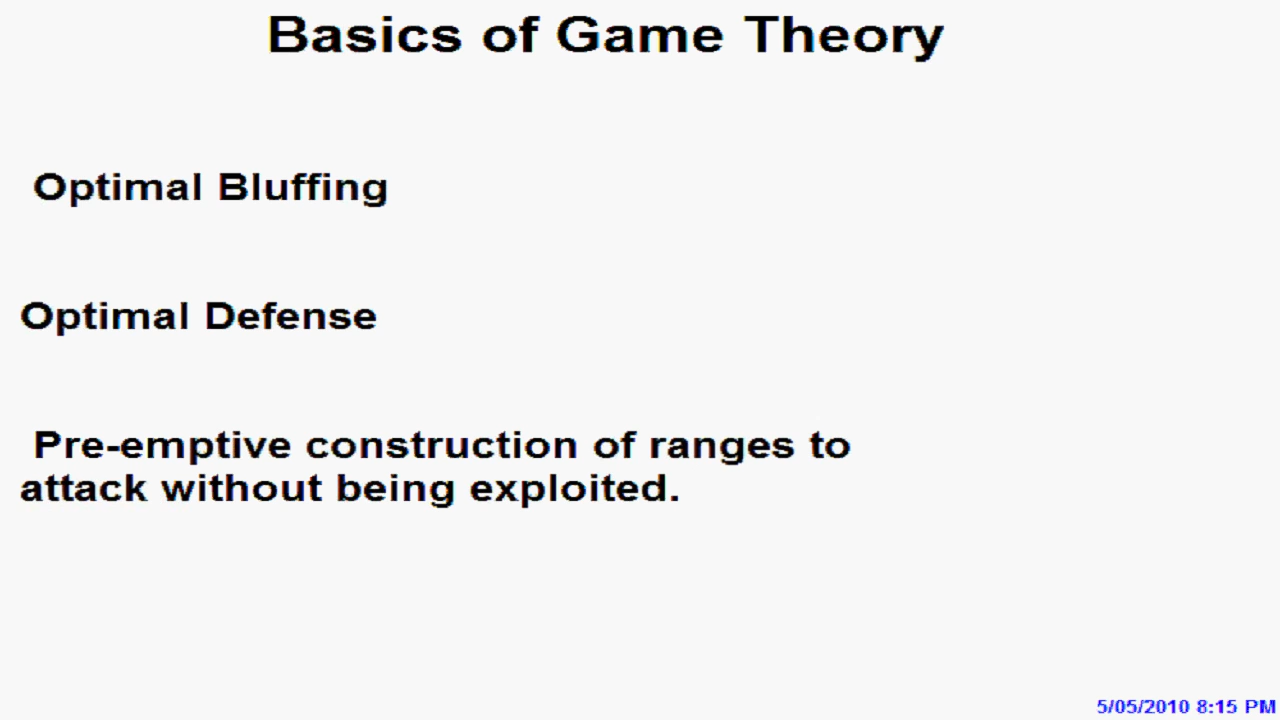 Basics of Game Theory
Optimal Bluffing
Optimal Defense
Pre-emptive construction of ranges to
attack without being exploited.
5/05/2010 8:15 PM